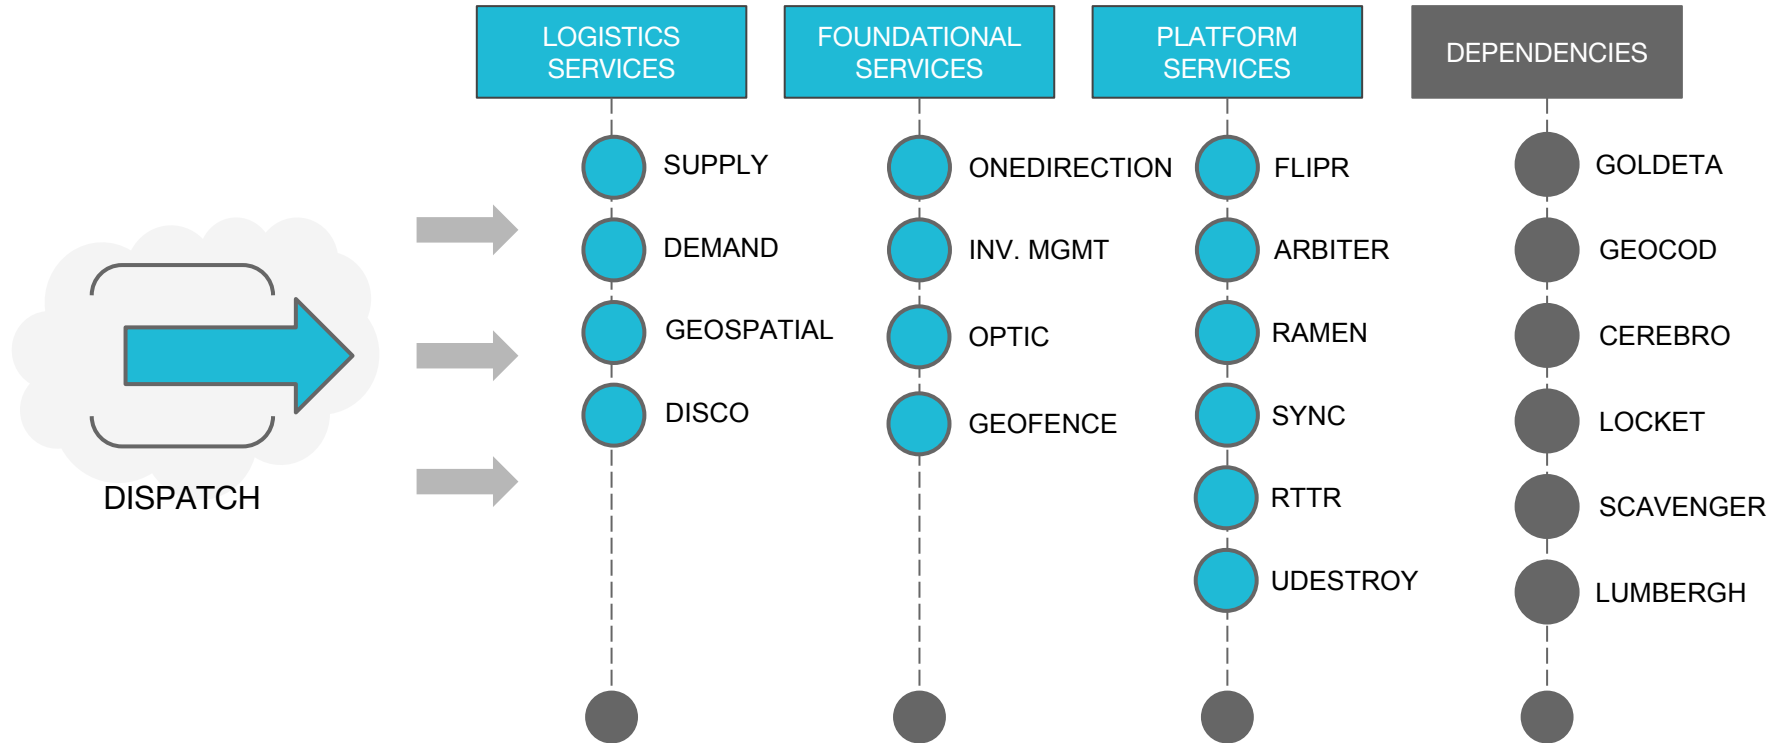 LOGISTICS
SERVICES
FOUNDATIONAL
SERVICES
PLATFORM
SERVICES
DEPENDENCIES
SUPPLY
DEMAND
GEOSPATIAL
DISCO
ONEDIRECTION
INV. MGMT
OPTIC
GEOFENCE
FLIPR
ARBITER
RAMEN
SYNC
RTTR
UDESTROY
GOLDETA
GEOCOD
CEREBRO
LOCKET
SCAVENGER
LUMBERGH
DISPATCH